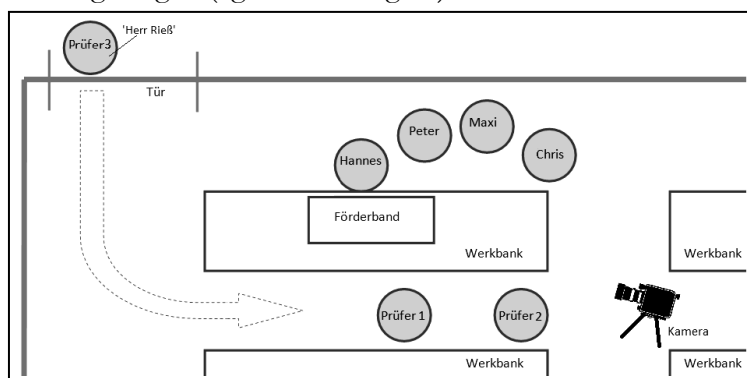 'Herr Rieß'
Prüfer3
Tür
Maxi
Peter
Chris
Hannes
Förderband
Werkbank
Werkbank
Prüfer 1
Prüfer 2
Kamera
Werkbank
Werkbank